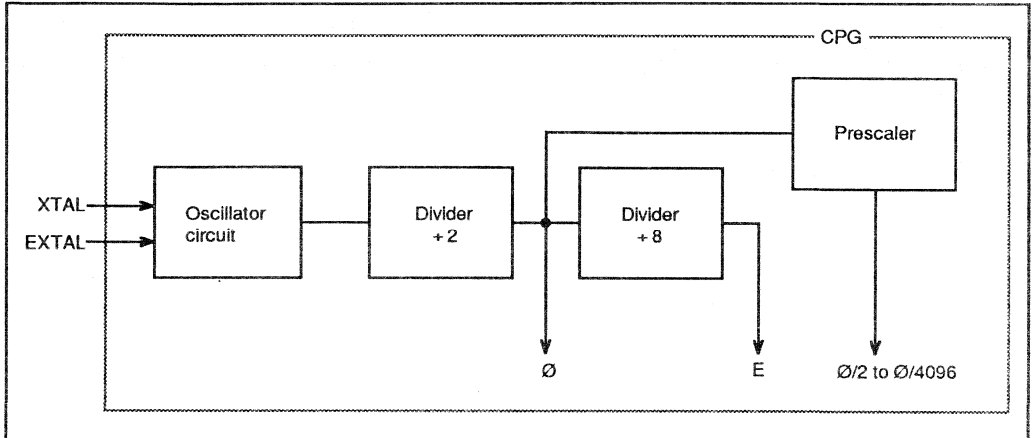 CPG
Prescaler
XTAL
EXTAL
Oscillator
circuit
Divider
÷2
Divider
÷8
Ø
E
Ø/2 to Ø/4096